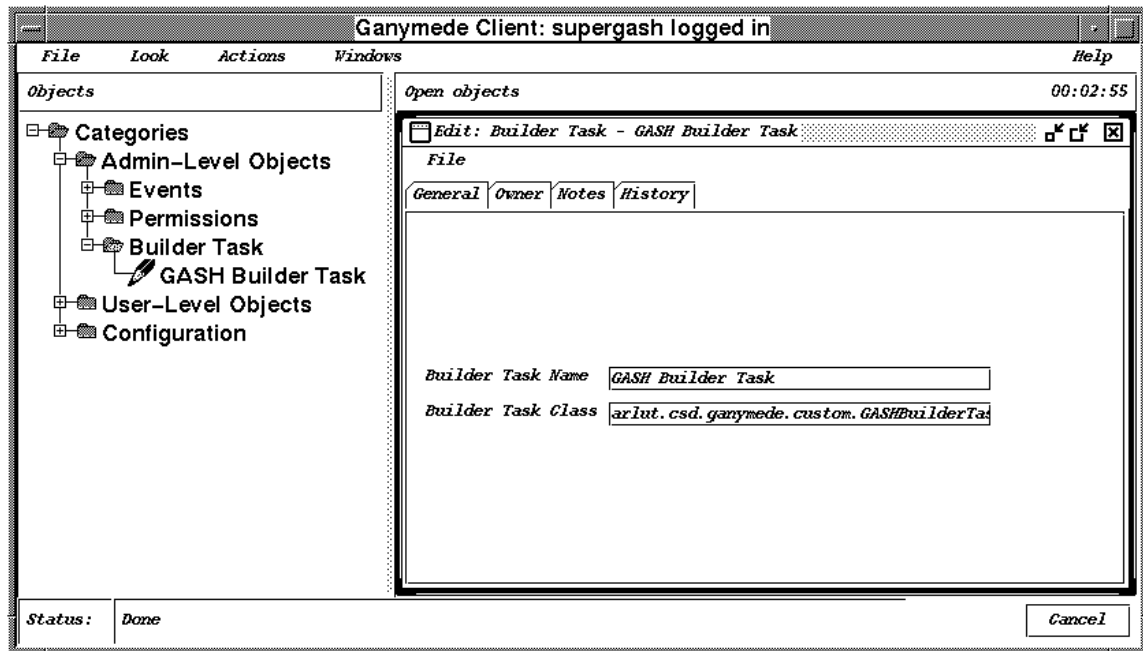 Ganymede Client: supergash logged in
File Look Actions Windows Help
Objects
Categories
Admin-Level Objects
Events
Permissions
Builder Task
GASH Builder Task
User-Level Objects
Configuration
Open objects 00:02:55
Edit: Builder Task - GASH Builder Task
File
General Owner Notes History
Builder Task Name GASH Builder Task
Builder Task Class arlut.csd.ganymede.custom.GASHBuilderTas
Status: Done Cancel